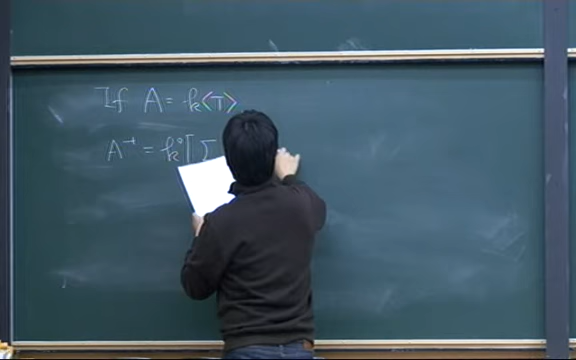 If A = k⟨T⟩
A⁺ = k°[ Σ